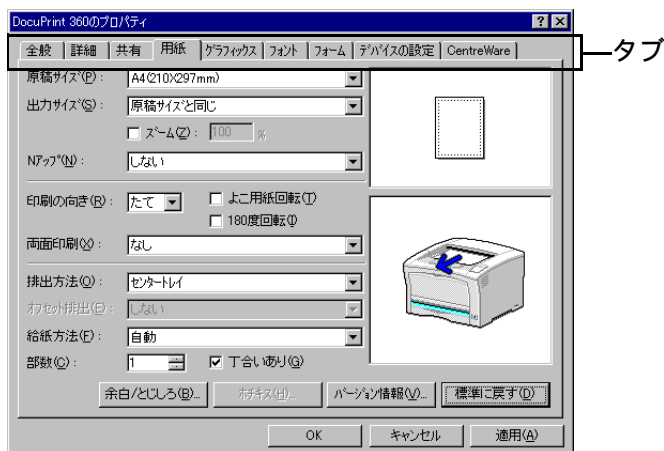 DocuPrint 360のプロパティ
全般 詳細 共有 用紙 グラフィックス フォント フォーム デバイスの設定 CentreWare
タブ
原稿サイズ(P): A4(210X297mm)
出力サイズ(S): 原稿サイズと同じ
ズーム(Z): 100 %
Nアップ(N): しない
印刷の向き(R): たて よこ用紙回転(T)
180度回転(I)
両面印刷(X): なし
排出方法(O): センタートレイ
オフセット排出(E): しない
給紙方法(F): 自動
部数(C): 1 丁合いあり(G)
余白/とじしろ(B)... ホチキス(H)... バージョン情報(V)... 標準に戻す(D)
OK キャンセル 適用(A)